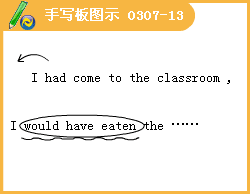 手写板图示 0307-13
I had come to the classroom ,
I would have eaten the ······